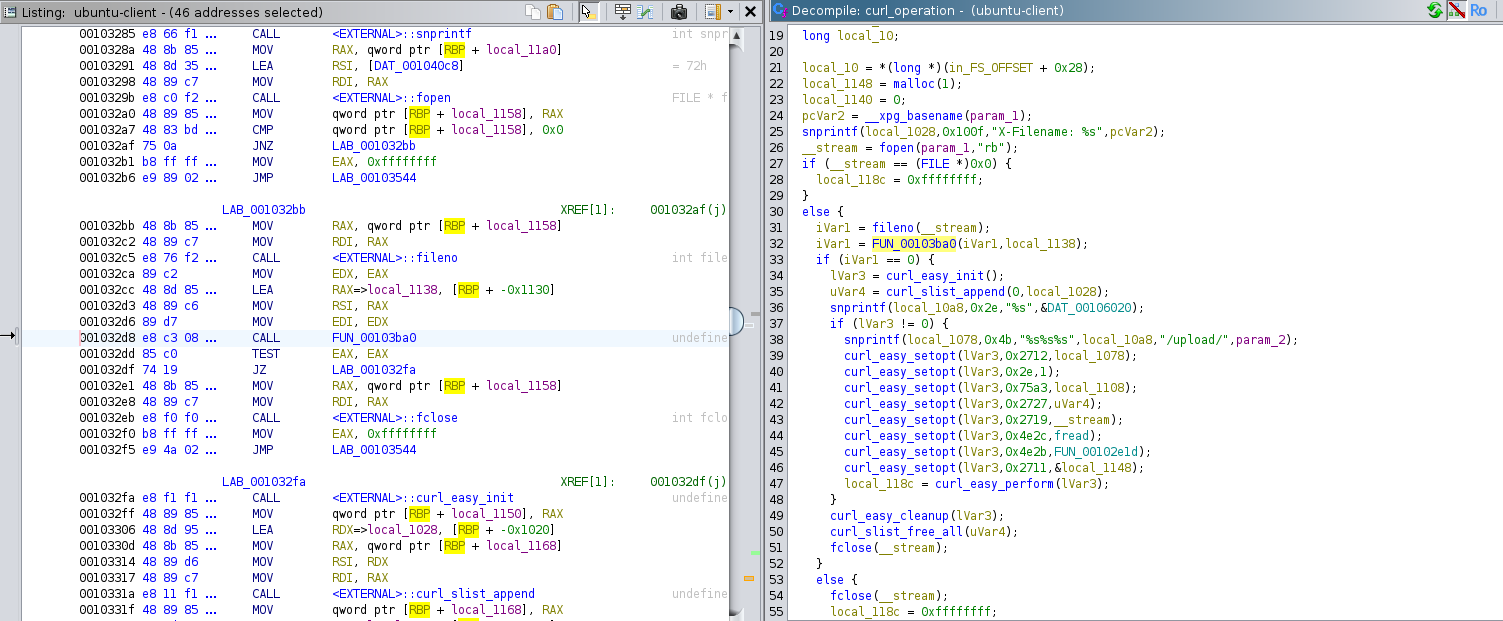 Listing: ubuntu-client - (46 addresses selected)
00103285 e8 66 f1 ... CALL <EXTERNAL>::snprintf int snpr
0010328a 48 8b 85 ... MOV RAX, qword ptr [RBP + local_11a0]
00103291 48 8d 35 ... LEA RSI, [DAT_001040c8] = 72h
00103298 48 89 c7 MOV RDI, RAX
0010329b e8 c0 f2 ... CALL <EXTERNAL>::fopen FILE * f
001032a0 48 89 85 ... MOV qword ptr [RBP + local_1158], RAX
001032a7 48 83 bd ... CMP qword ptr [RBP + local_1158], 0x0
001032af 75 0a JNZ LAB_001032bb
001032b1 b8 ff ff ... MOV EAX, 0xffffffff
001032b6 e9 89 02 ... JMP LAB_00103544
LAB_001032bb XREF[1]: 001032af(j)
001032bb 48 8b 85 ... MOV RAX, qword ptr [RBP + local_1158]
001032c2 48 89 c7 MOV RDI, RAX
001032c5 e8 76 f2 ... CALL <EXTERNAL>::fileno int file
001032ca 89 c2 MOV EDX, EAX
001032cc 48 8d 85 ... LEA RAX=>local_1138, [RBP + -0x1130]
001032d3 48 89 c6 MOV RSI, RAX
001032d6 89 d7 MOV EDI, EDX
001032d8 e8 c3 08 ... CALL FUN_00103ba0 undefine
001032dd 85 c0 TEST EAX, EAX
001032df 74 19 JZ LAB_001032fa
001032e1 48 8b 85 ... MOV RAX, qword ptr [RBP + local_1158]
001032e8 48 89 c7 MOV RDI, RAX
001032eb e8 f0 f0 ... CALL <EXTERNAL>::fclose int fclo
001032f0 b8 ff ff ... MOV EAX, 0xffffffff
001032f5 e9 4a 02 ... JMP LAB_00103544
LAB_001032fa XREF[1]: 001032df(j)
001032fa e8 f1 f1 ... CALL <EXTERNAL>::curl_easy_init undefine
001032ff 48 89 85 ... MOV qword ptr [RBP + local_1150], RAX
00103306 48 8d 95 ... LEA RDX=>local_1028, [RBP + -0x1020]
0010330d 48 8b 85 ... MOV RAX, qword ptr [RBP + local_1168]
00103314 48 89 d6 MOV RSI, RDX
00103317 48 89 c7 MOV RDI, RAX
0010331a e8 11 f1 ... CALL <EXTERNAL>::curl_slist_append undefine
0010331f 48 89 85 ... MOV qword ptr [RBP + local_1168], RAX
Decompile: curl_operation - (ubuntu-client)
Ro
19 long local_10;
20
21 local_10 = *(long *)(in_FS_OFFSET + 0x28);
22 local_1148 = malloc(1);
23 local_1140 = 0;
24 pcVar2 = __xpg_basename(param_1);
25 snprintf(local_1028,0x100f,"X-Filename: %s",pcVar2);
26 __stream = fopen(param_1,"rb");
27 if (__stream == (FILE *)0x0) {
28 local_118c = 0xffffffff;
29 }
30 else {
31 iVar1 = fileno(__stream);
32 iVar1 = FUN_00103ba0(iVar1,local_1138);
33 if (iVar1 == 0) {
34 lVar3 = curl_easy_init();
35 uVar4 = curl_slist_append(0,local_1028);
36 snprintf(local_10a8,0x2e,"%s",&DAT_00106020);
37 if (lVar3 != 0) {
38 snprintf(local_1078,0x4b,"%s%s%s",local_10a8,"/upload/",param_2);
39 curl_easy_setopt(lVar3,0x2712,local_1078);
40 curl_easy_setopt(lVar3,0x2e,1);
41 curl_easy_setopt(lVar3,0x75a3,local_1108);
42 curl_easy_setopt(lVar3,0x2727,uVar4);
43 curl_easy_setopt(lVar3,0x2719,__stream);
44 curl_easy_setopt(lVar3,0x4e2c,fread);
45 curl_easy_setopt(lVar3,0x4e2b,FUN_00102e1d);
46 curl_easy_setopt(lVar3,0x2711,&local_1148);
47 local_118c = curl_easy_perform(lVar3);
48 }
49 curl_easy_cleanup(lVar3);
50 curl_slist_free_all(uVar4);
51 fclose(__stream);
52 }
53 else {
54 fclose(__stream);
55 local_118c = 0xffffffff;